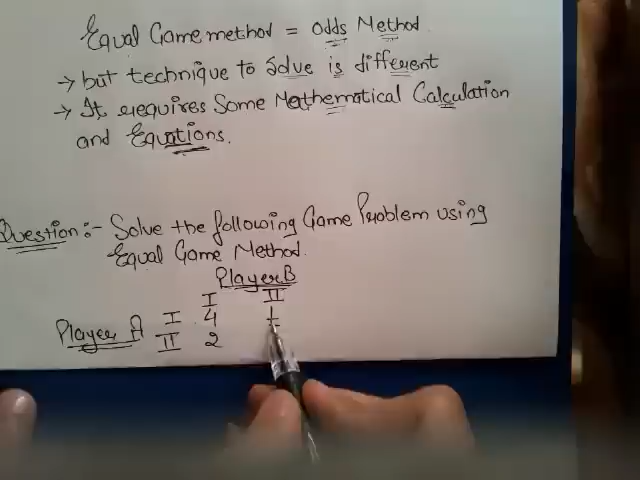 Equal Game method = odds Method
→ but technique to Solve is different
→ It requires Some Mathematical Calculation
and Equations.
Question:- Solve the following Game Problem using
Equal Game Method.
Player B
I II
Player A I 4 1
II 2